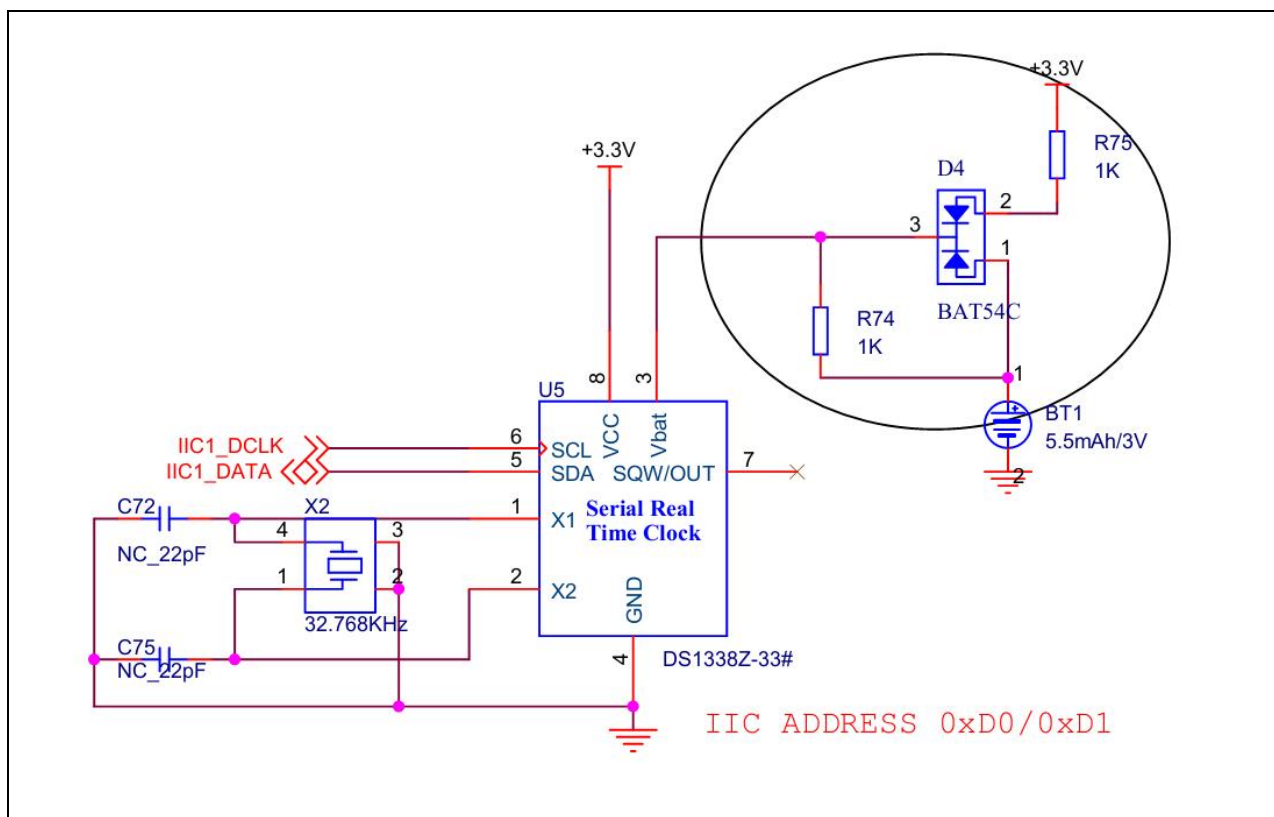 +3.3V
R75
1K
+3.3V
D4
2
3
1
BAT54C
R74
1K
1
8
3
U5
BT1
5.5mAh/3V
VCC
Vbat
IIC1_DCLK
6
SCL
IIC1_DATA
5
SDA
SQW/OUT
7
2
C72
X2
1
X1
Serial Real
Time Clock
4
3
NC_22pF
1
2
2
X2
GND
32.768KHz
C75
NC_22pF
4
DS1338Z-33#
IIC ADDRESS 0xD0/0xD1